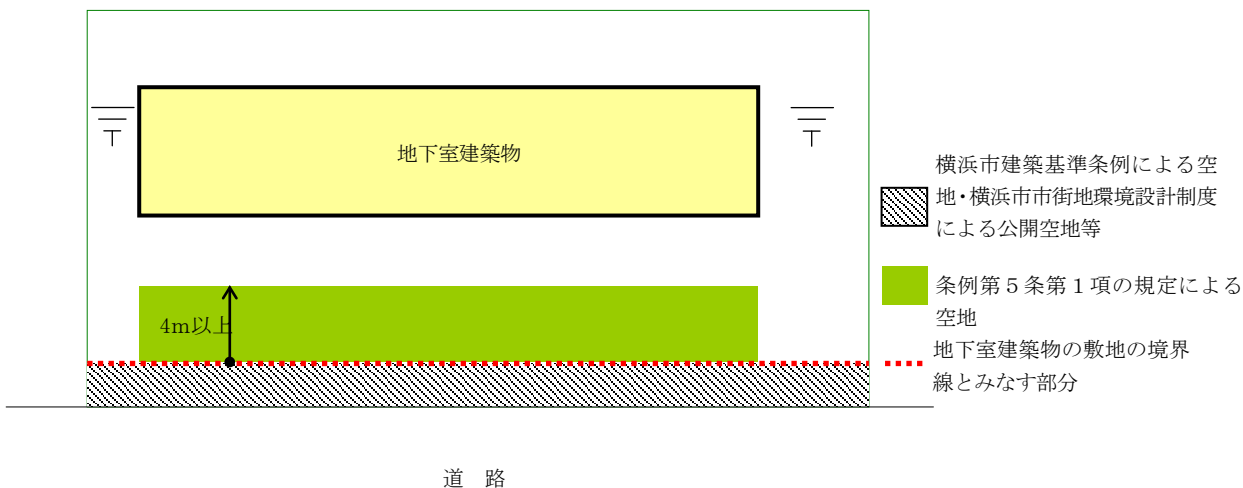 地下室建築物
4m以上
道　路
横浜市建築基準条例による空
地・横浜市市街地環境設計制度
による公開空地等
条例第５条第１項の規定による
空地
地下室建築物の敷地の境界
線とみなす部分